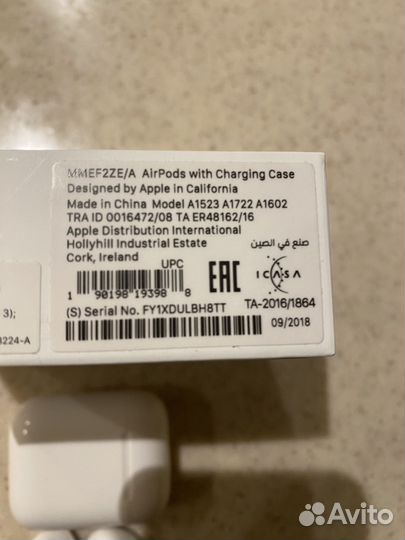 MMEF2ZE/A AirPods with Charging Case
Designed by Apple in California
Made in China Model A1523 A1722 A1602
TRA ID 0016472/08 TA ER48162/16
Apple Distribution International
Hollyhill Industrial Estate
Cork, Ireland
صنع في الصين
UPC
EAC
ICASA
1 90198 19398 8
TA-2016/1864
(S) Serial No. FY1XDULBH8TT
09/2018
3);
3224-A
Avito